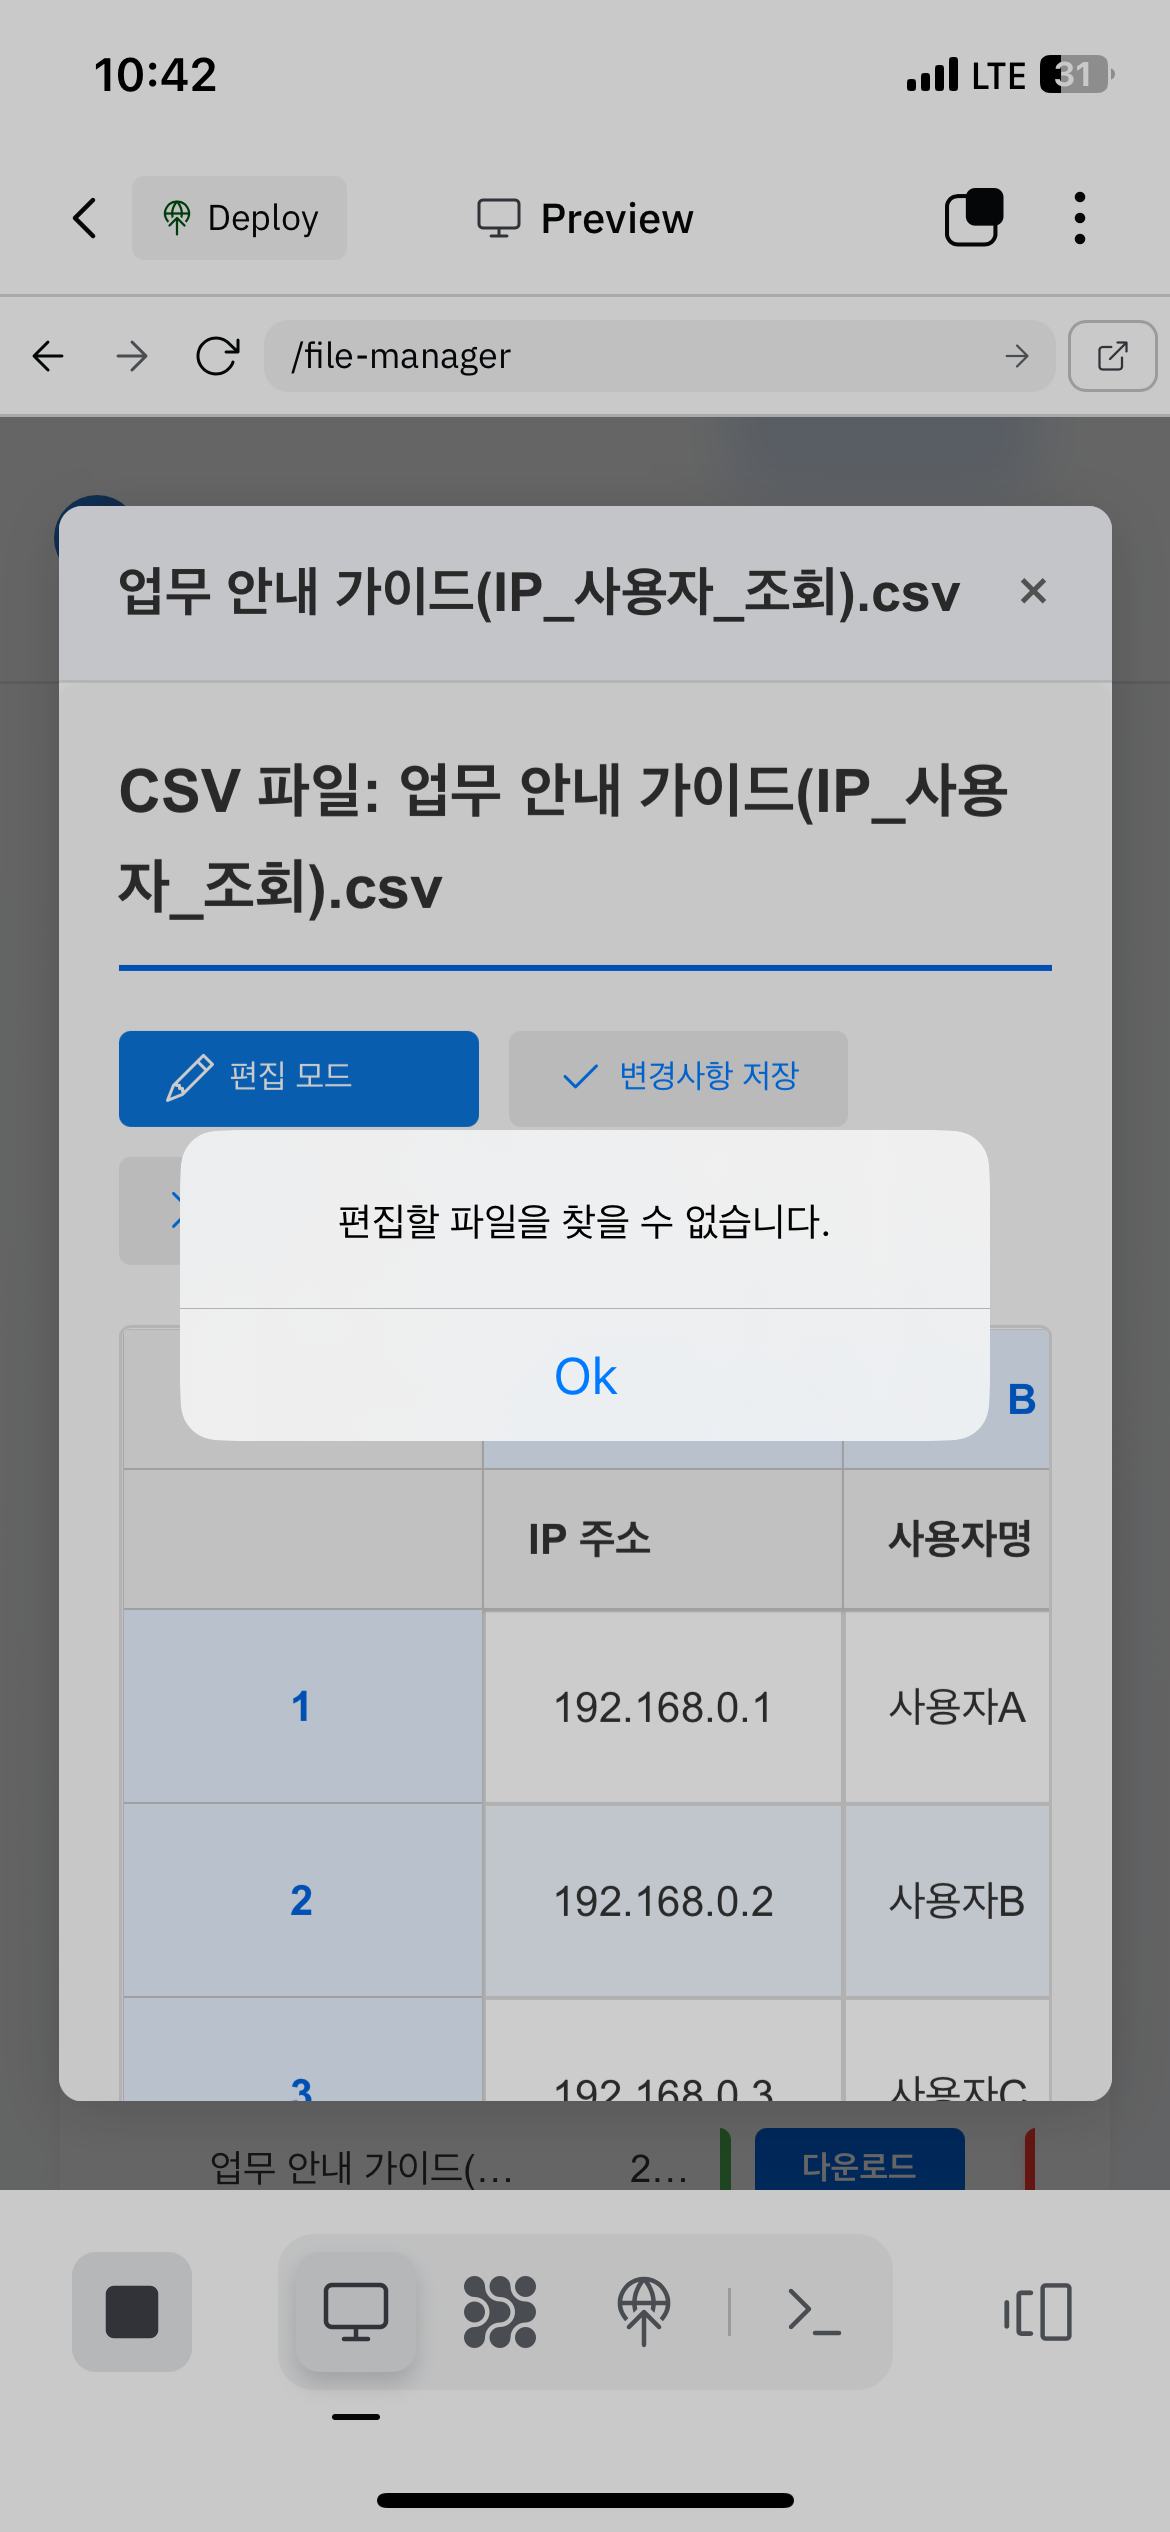 10:42
LTE 31
Deploy
Preview
/file-manager
업무 안내 가이드(IP_사용자_조회).csv ×
CSV 파일: 업무 안내 가이드(IP_사용
자_조회).csv
편집 모드
변경사항 저장
편집할 파일을 찾을 수 없습니다.
Ok
B
IP 주소 사용자명
1 192.168.0.1 사용자A
2 192.168.0.2 사용자B
3 192.168.0.3 사용자C
업무 안내 가이드(... 2... 다운로드